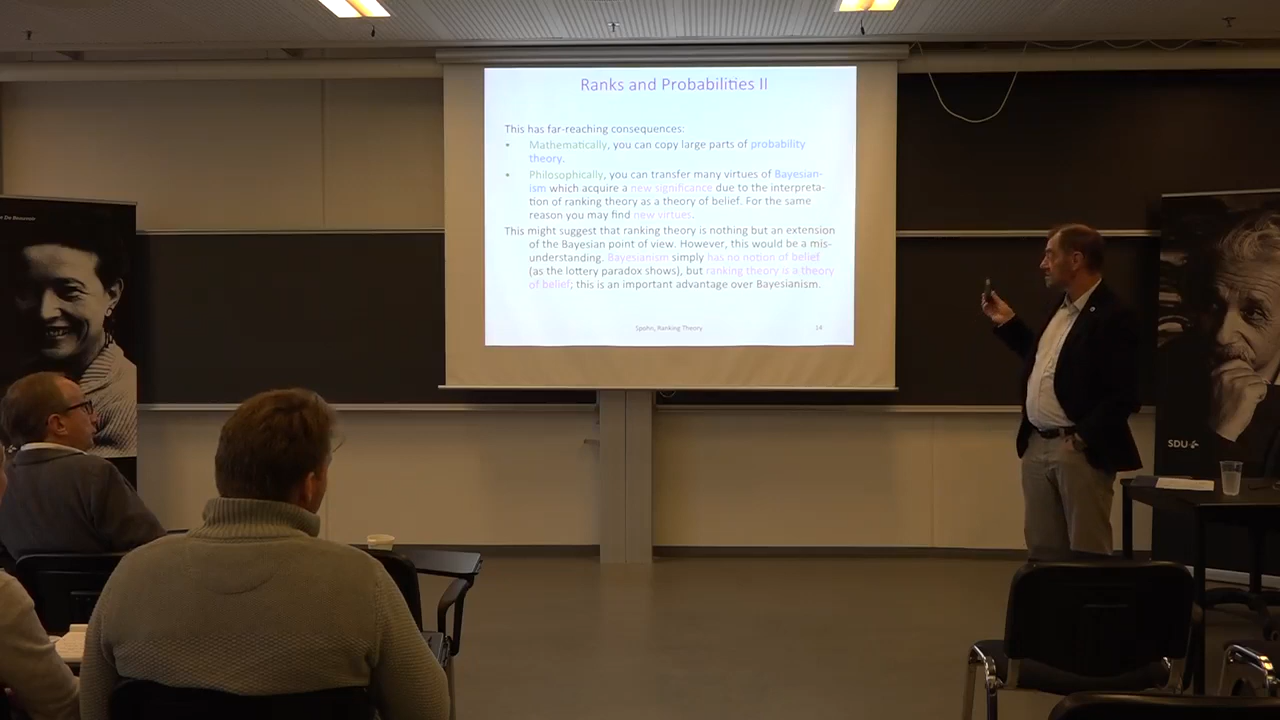 Ranks and Probabilities II
This has far-reaching consequences:
• Mathematically, you can copy large parts of probability
theory.
• Philosophically, you can transfer many virtues of Bayesian-
ism which acquire a new significance due to the interpreta-
tion of ranking theory as a theory of belief. For the same
reason you may find new virtues.
This might suggest that ranking theory is nothing but an extension
of the Bayesian point of view. However, this would be a mis-
understanding. Bayesianism simply has no notion of belief
(as the lottery paradox shows), but ranking theory is a theory
of belief; this is an important advantage over Bayesianism.
Spohn, Ranking Theory 14
De Beauvoir
SDU